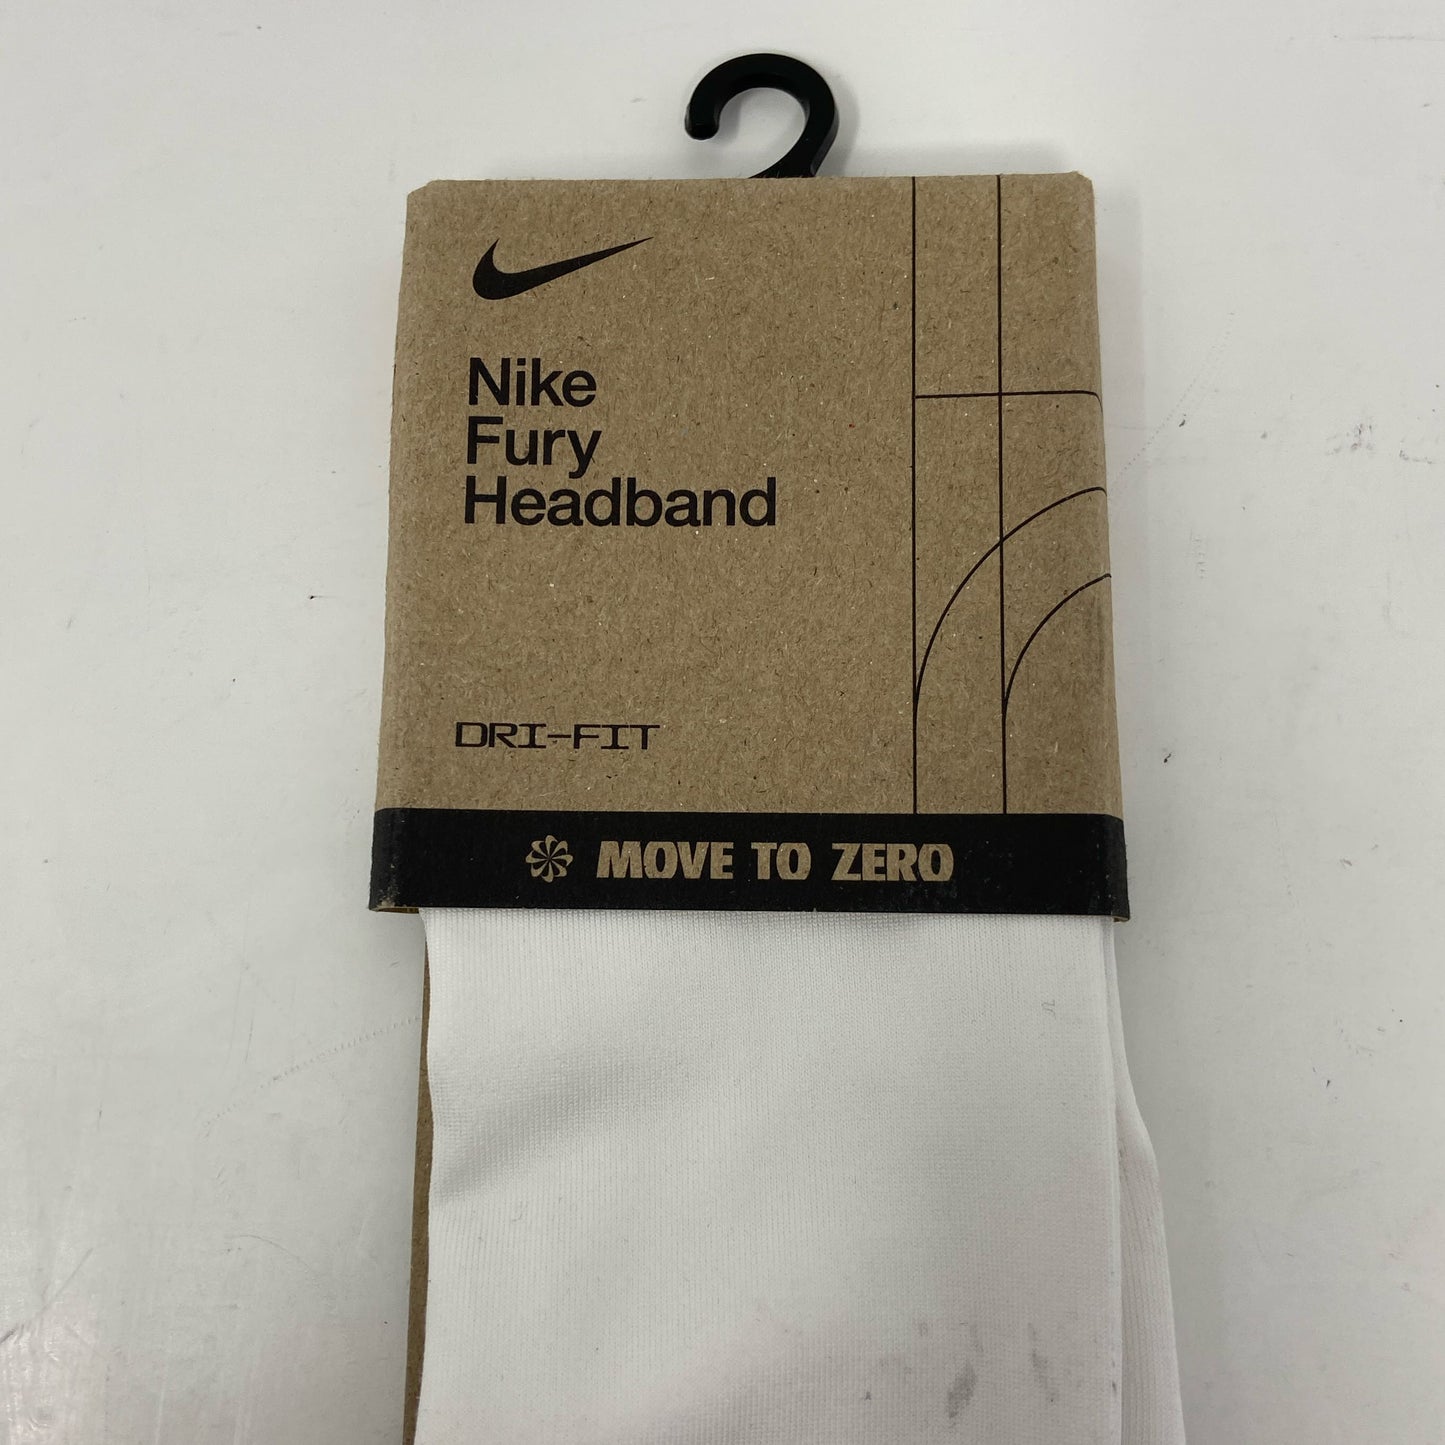 Nike
Fury
Headband
DRI-FIT
MOVE TO ZERO